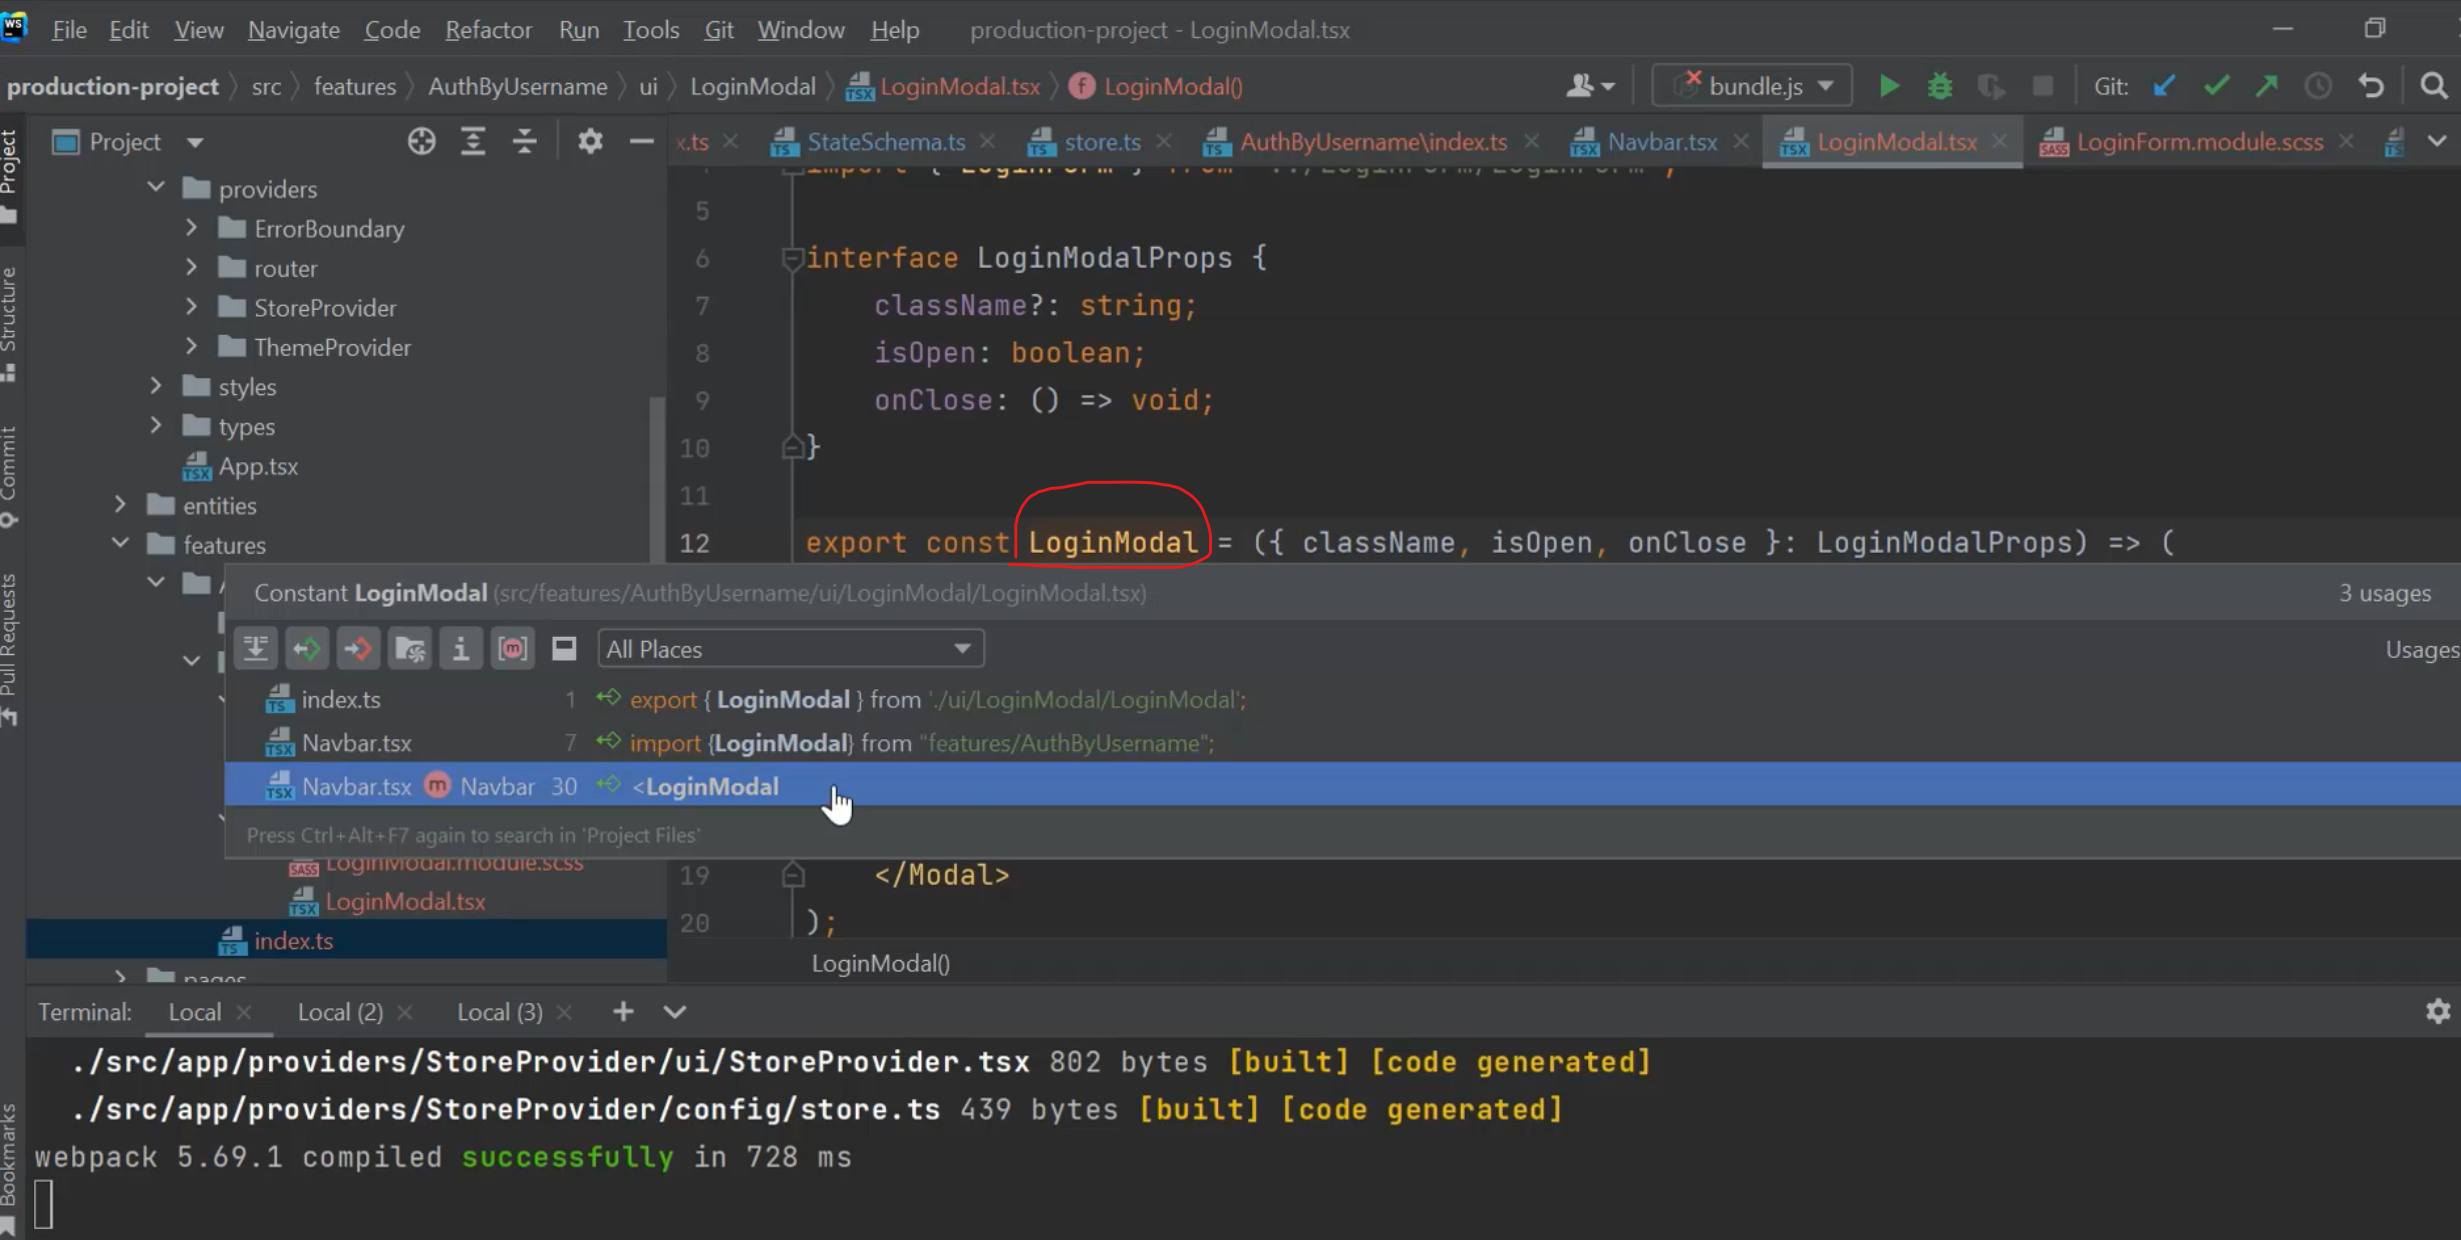 WS File Edit View Navigate Code Refactor Run Tools Git Window Help production-project - LoginModal.tsx
production-project src features AuthByUsername ui LoginModal LoginModal.tsx f LoginModal() bundle.js Git:
Project x.ts StateSchema.ts store.ts AuthByUsername\index.ts Navbar.tsx LoginModal.tsx LoginForm.module.scss
Project
Structure
Commit
Pull Requests
Bookmarks
providers
ErrorBoundary
router
StoreProvider
ThemeProvider
styles
types
App.tsx
entities
features
import { LoginForm } from '../LoginForm/LoginForm';
5
6 interface LoginModalProps {
7 className?: string;
8 isOpen: boolean;
9 onClose: () => void;
10 }
11
12 export const LoginModal = ({ className, isOpen, onClose }: LoginModalProps) => (
Constant LoginModal (src/features/AuthByUsername/ui/LoginModal/LoginModal.tsx) 3 usages
All Places Usages
index.ts 1 export { LoginModal } from './ui/LoginModal/LoginModal';
Navbar.tsx 7 import {LoginModal} from "features/AuthByUsername";
Navbar.tsx m Navbar 30 <LoginModal
Press Ctrl+Alt+F7 again to search in 'Project Files'
LoginModal.module.scss
LoginModal.tsx
index.ts
pages
19 </Modal>
20 );
LoginModal()
Terminal: Local Local (2) Local (3)
./src/app/providers/StoreProvider/ui/StoreProvider.tsx 802 bytes [built] [code generated]
./src/app/providers/StoreProvider/config/store.ts 439 bytes [built] [code generated]
webpack 5.69.1 compiled successfully in 728 ms